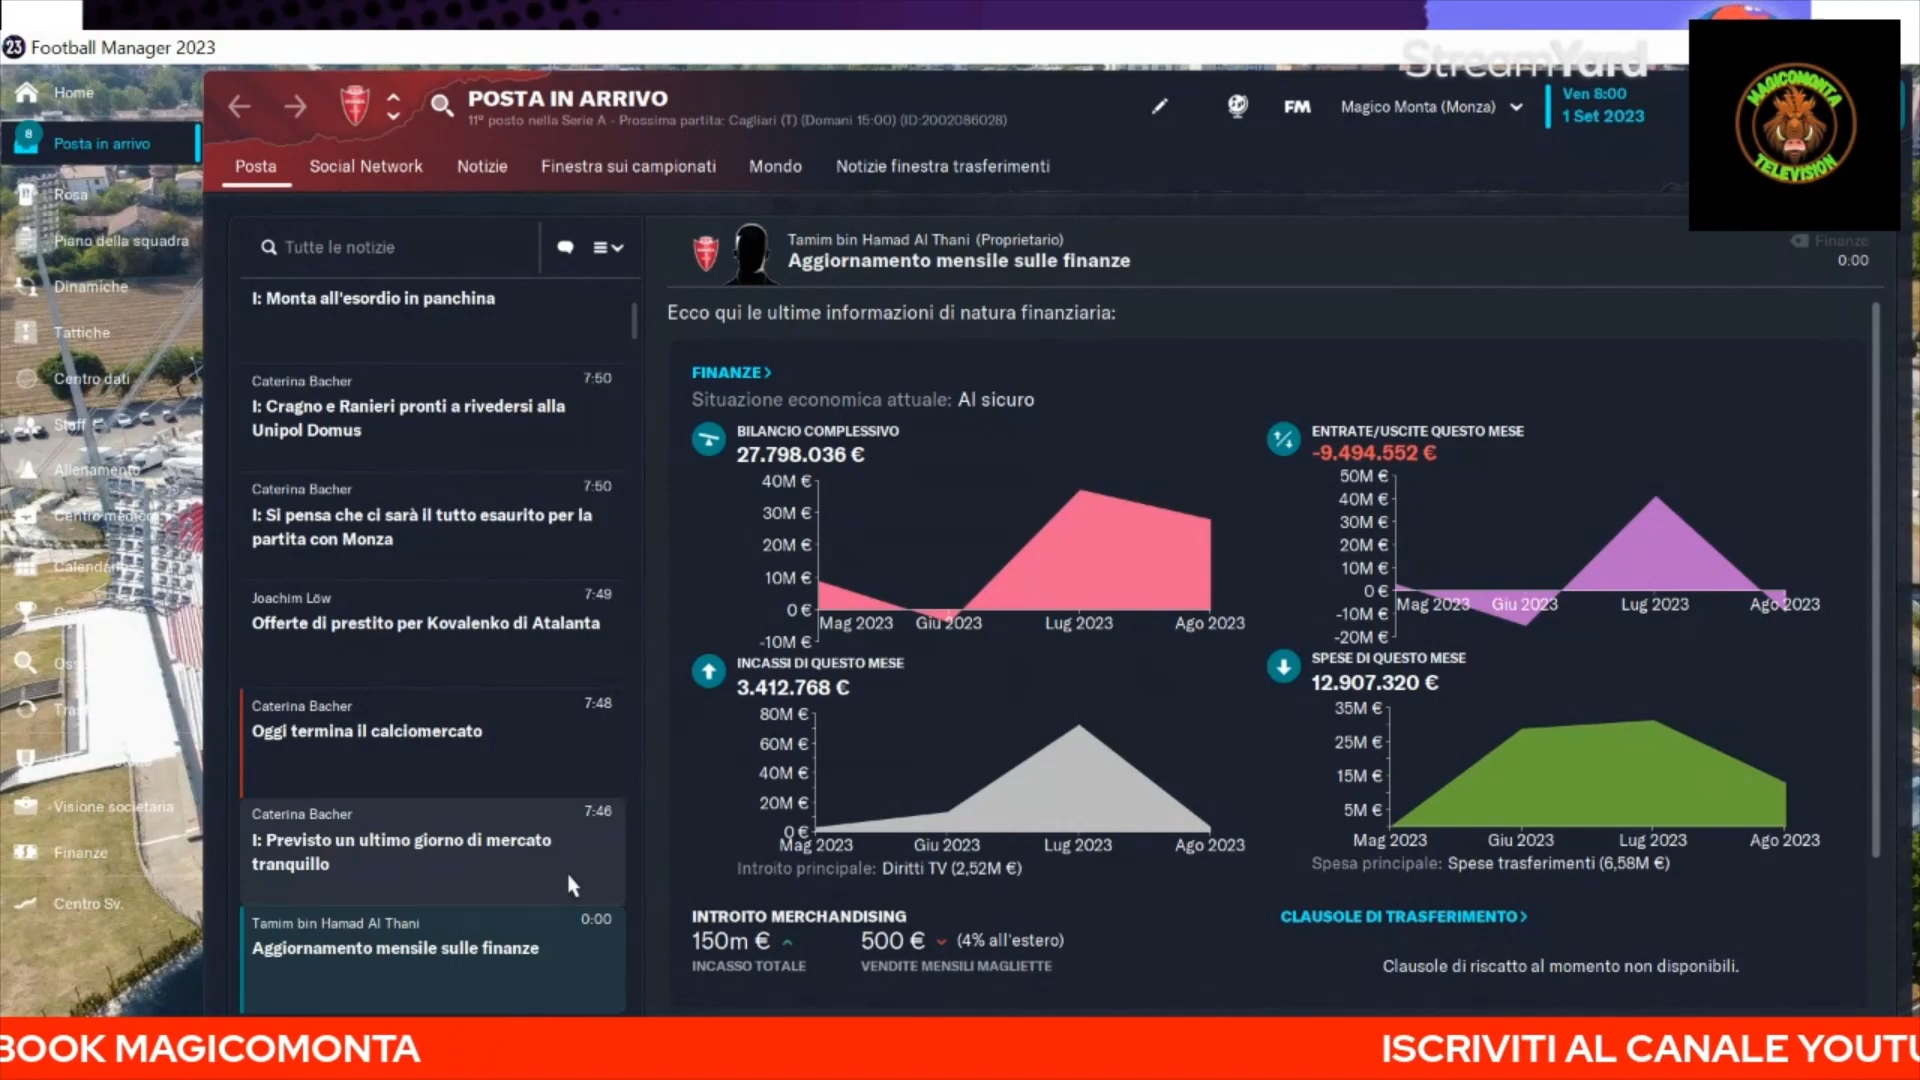 23 Football Manager 2023
StreamYard
MAGICOMONTA
TELEVISION
Home
8
Posta in arrivo
Rosa
Piano della squadra
Dinamiche
Tattiche
Centro dati
Staff
Allenamento
Centro medico
Calendario
Visione societaria
Finanze
Centro Sv.
POSTA IN ARRIVO
11° posto nella Serie A - Prossima partita: Cagliari (T) (Domani 15:00) (ID:2002086028)
FM
Magico Monta (Monza)
Ven 8:00
1 Set 2023
Posta
Social Network
Notizie
Finestra sui campionati
Mondo
Notizie finestra trasferimenti
Tutte le notizie
I: Monta all'esordio in panchina
Caterina Bacher 7:50
I: Cragno e Ranieri pronti a rivedersi alla
Unipol Domus
Caterina Bacher 7:50
I: Si pensa che ci sarà il tutto esaurito per la
partita con Monza
Joachim Löw 7:49
Offerte di prestito per Kovalenko di Atalanta
Caterina Bacher 7:48
Oggi termina il calciomercato
Caterina Bacher 7:46
I: Previsto un ultimo giorno di mercato
tranquillo
Tamim bin Hamad Al Thani 0:00
Aggiornamento mensile sulle finanze
Tamim bin Hamad Al Thani (Proprietario)
Aggiornamento mensile sulle finanze
Finanze
0:00
Ecco qui le ultime informazioni di natura finanziaria:
FINANZE >
Situazione economica attuale: Al sicuro
BILANCIO COMPLESSIVO
27.798.036 €
40M €
30M €
20M €
10M €
0 €
-10M €
Mag 2023 Giu 2023 Lug 2023 Ago 2023
ENTRATE/USCITE QUESTO MESE
-9.494.552 €
50M €
40M €
30M €
20M €
10M €
0 €
-10M €
-20M €
Mag 2023 Giu 2023 Lug 2023 Ago 2023
INCASSI DI QUESTO MESE
3.412.768 €
80M €
60M €
40M €
20M €
0 €
Mag 2023 Giu 2023 Lug 2023 Ago 2023
Introito principale: Diritti TV (2,52M €)
SPESE DI QUESTO MESE
12.907.320 €
35M €
25M €
15M €
5M €
Mag 2023 Giu 2023 Lug 2023 Ago 2023
Spesa principale: Spese trasferimenti (6,58M €)
INTROITO MERCHANDISING
150m € 500 € (4% all'estero)
INCASSO TOTALE VENDITE MENSILI MAGLIETTE
CLAUSOLE DI TRASFERIMENTO >
Clausole di riscatto al momento non disponibili.
BOOK MAGICOMONTA
ISCRIVITI AL CANALE YOUTU